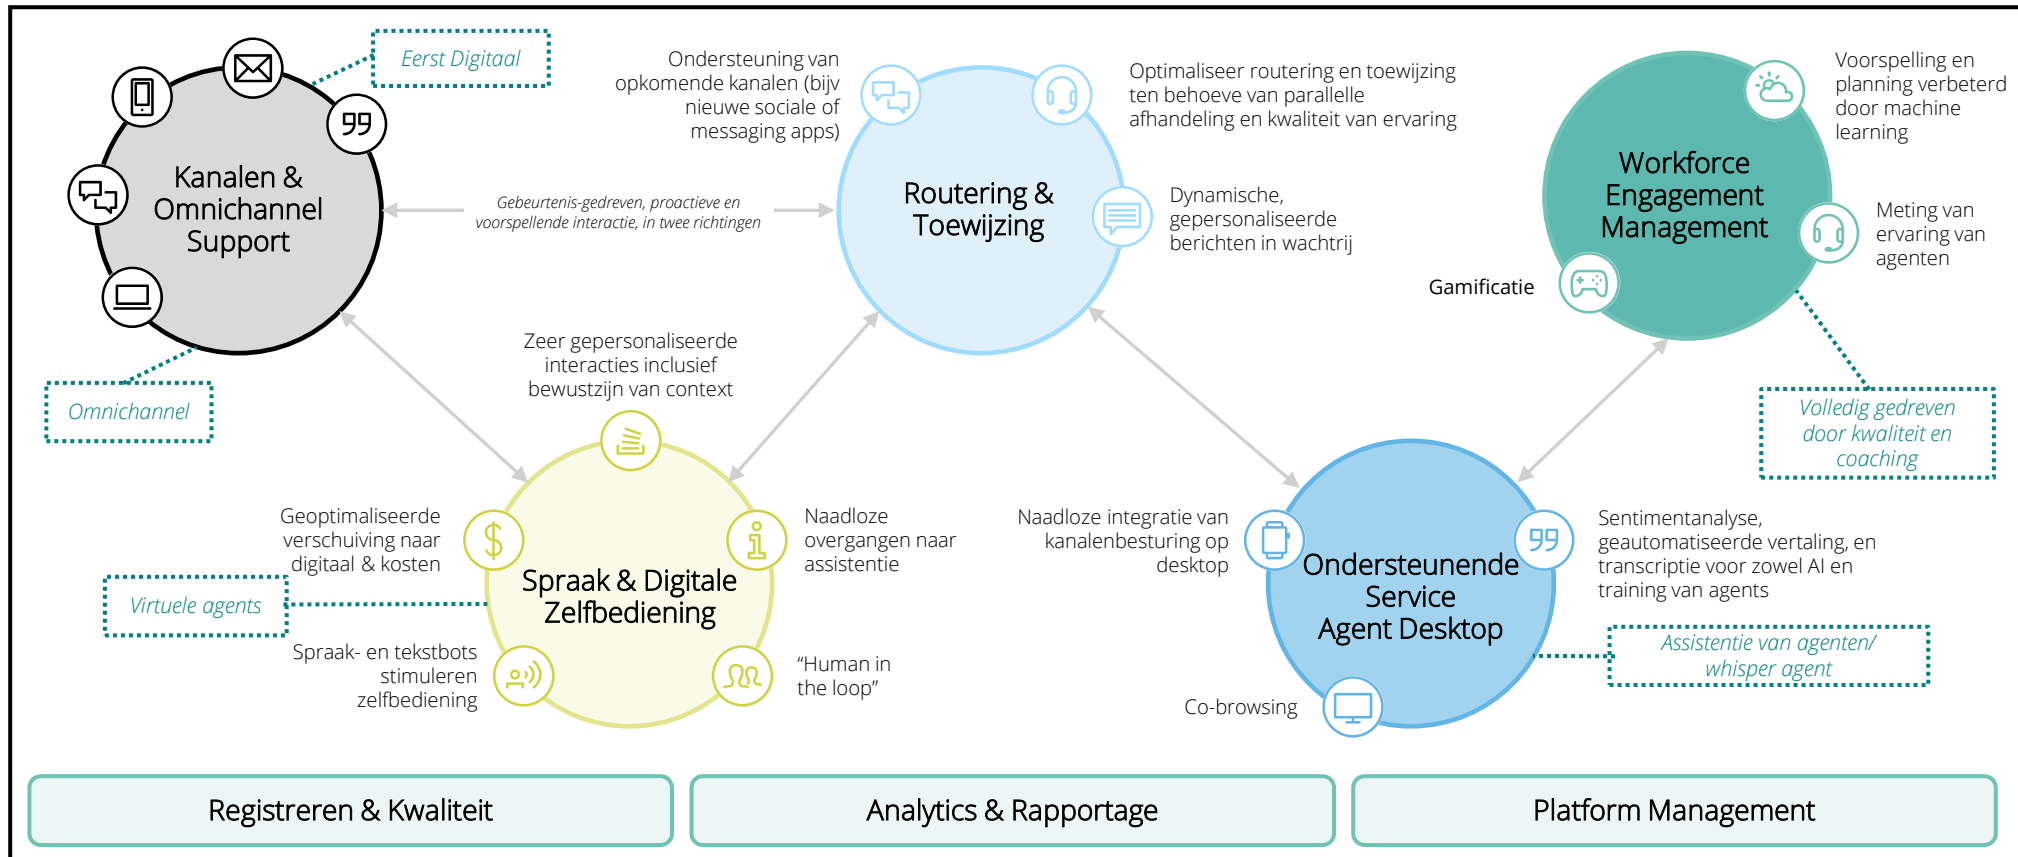 Eerst Digitaal
Kanalen &
Omnichannel
Support
Omnichannel
Gebeurtenis-gedreven, proactieve en
voorspellende interactie, in twee richtingen
Ondersteuning van
opkomende kanalen (bijv
nieuwe sociale of
messaging apps)
Routering &
Toewijzing
Optimaliseer routering en toewijzing
ten behoeve van parallelle
afhandeling en kwaliteit van ervaring
Dynamische,
gepersonaliseerde
berichten in wachtrij
Workforce
Engagement
Management
Voorspelling en
planning verbeterd
door machine
learning
Meting van
ervaring van
agenten
Gamificatie
Volledig gedreven
door kwaliteit en
coaching
Zeer gepersonaliseerde
interacties inclusief
bewustzijn van context
Geoptimaliseerde
verschuiving naar
digitaal & kosten
Virtuele agents
Spraak- en tekstbots
stimuleren
zelfbediening
$
Spraak & Digitale
Zelfbediening
Naadloze
overgangen naar
assistentie
"Human in
the loop"
Naadloze integratie van
kanalenbesturing op
desktop
Ondersteunende
Service
Agent Desktop
Co-browsing
Sentimentanalyse,
geautomatiseerde vertaling, en
transcriptie voor zowel AI en
training van agents
Assistentie van agenten/
whisper agent
Registreren & Kwaliteit
Analytics & Rapportage
Platform Management